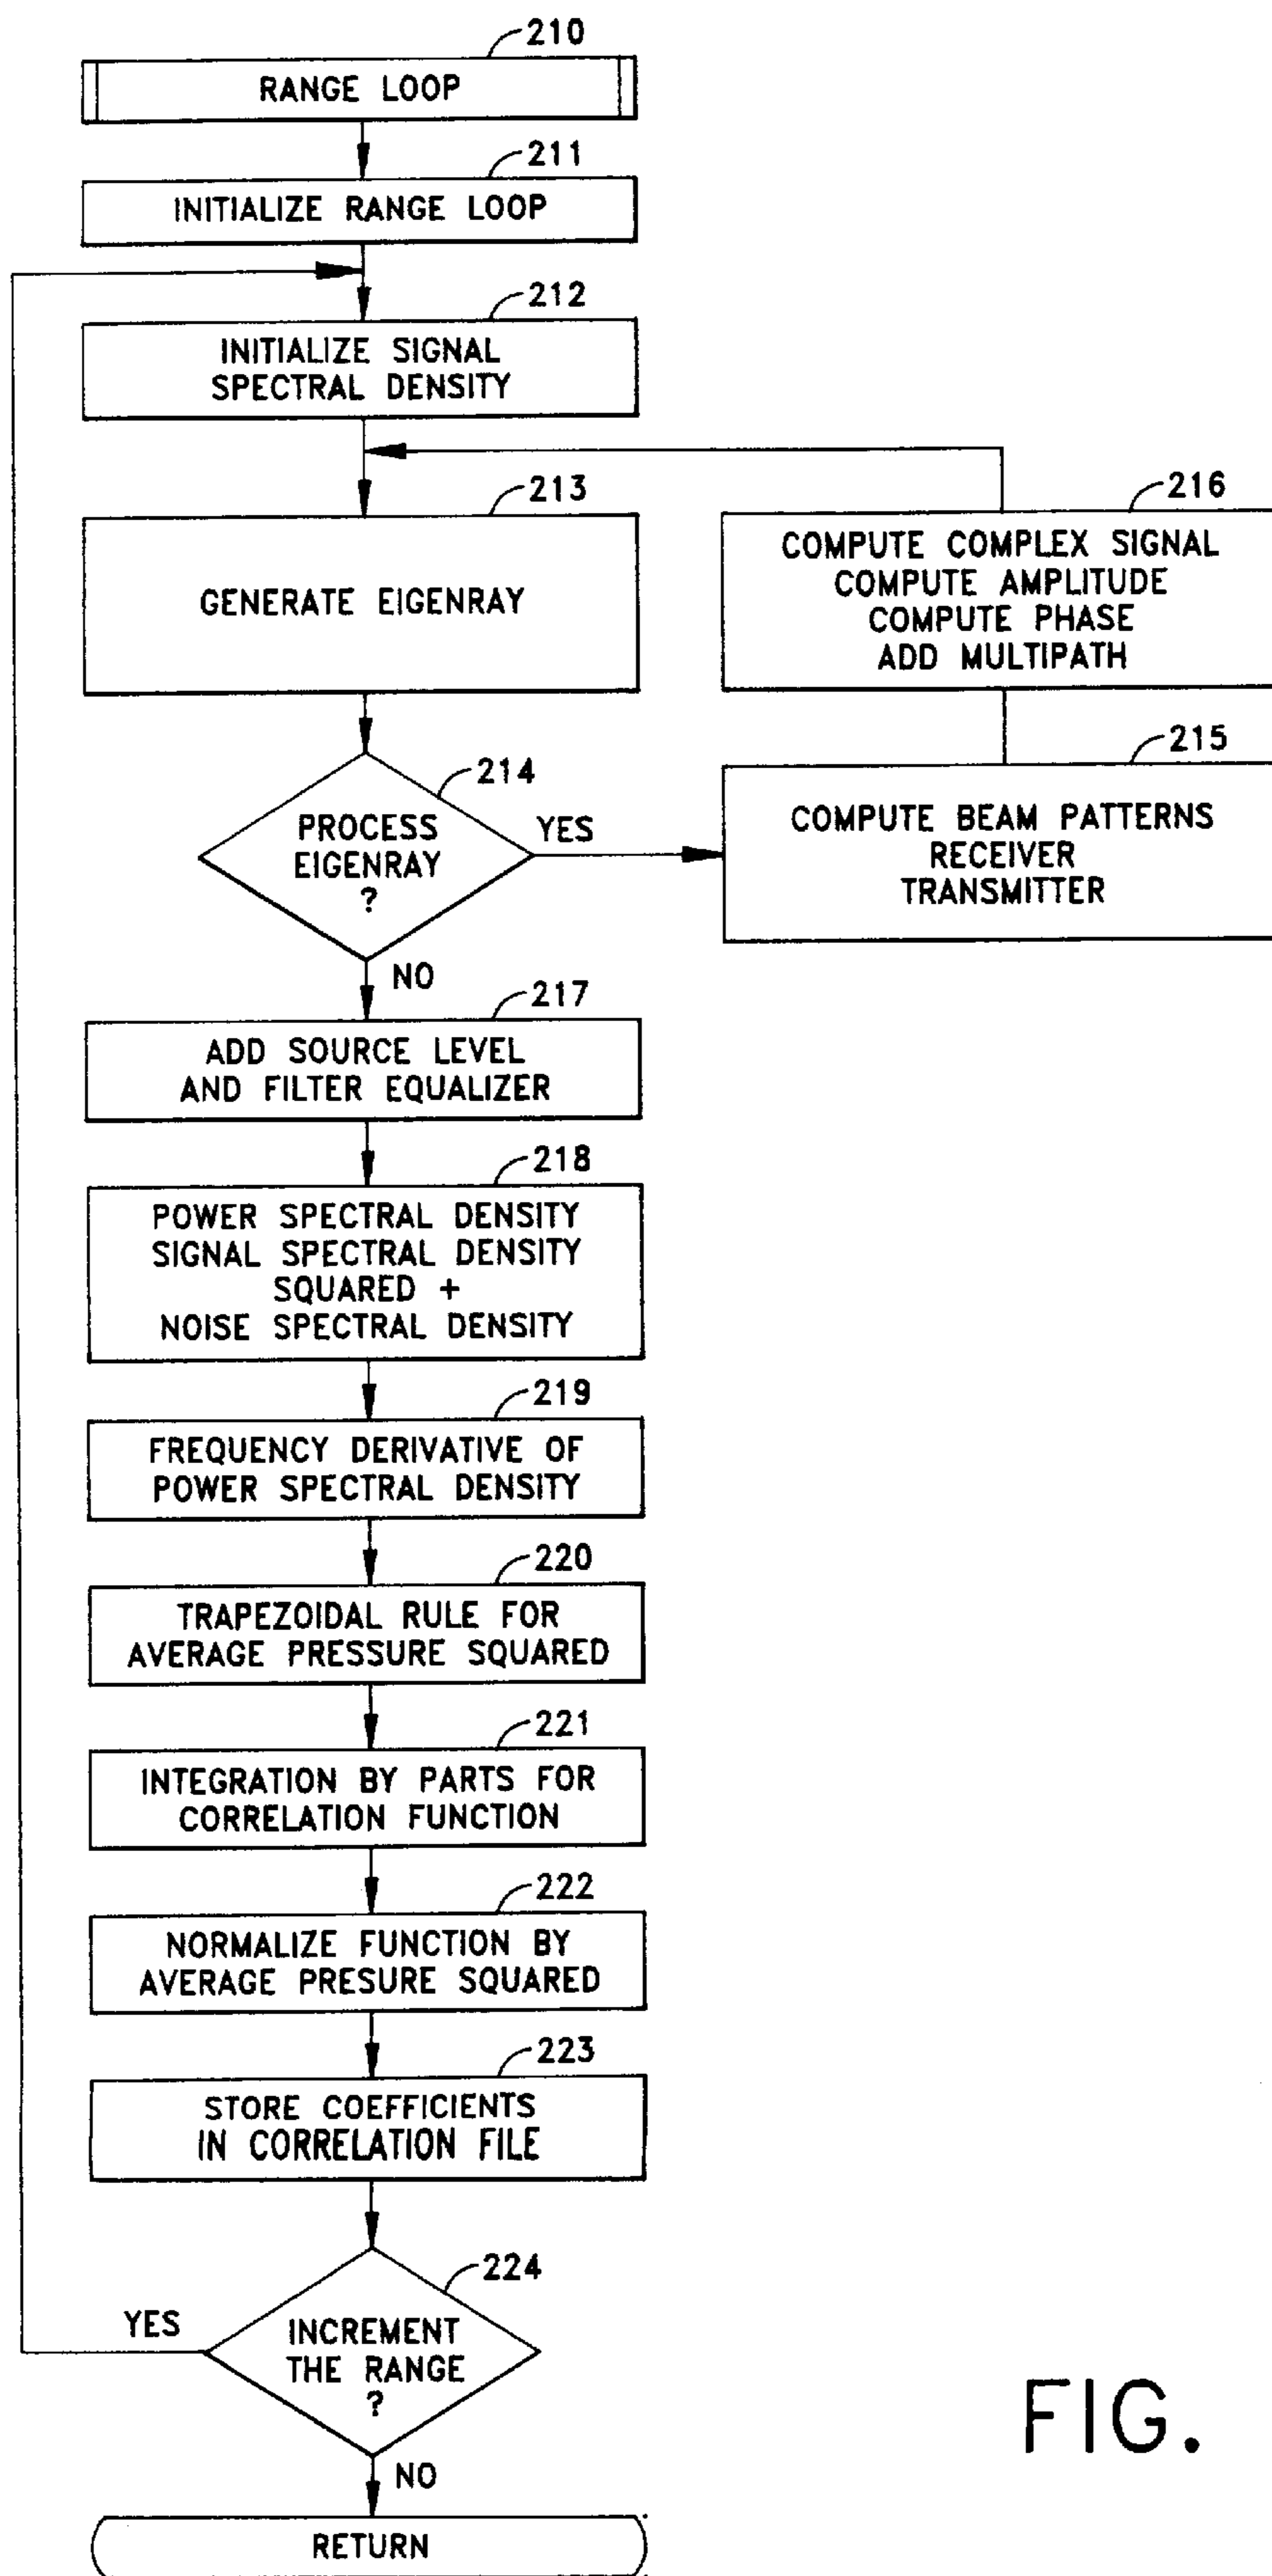 210
RANGE LOOP
211
INITIALIZE RANGE LOOP
212
INITIALIZE SIGNAL
SPECTRAL DENSITY
213
GENERATE EIGENRAY
216
COMPUTE COMPLEX SIGNAL
COMPUTE AMPLITUDE
COMPUTE PHASE
ADD MULTIPATH
214
PROCESS
EIGENRAY
?
YES
215
COMPUTE BEAM PATTERNS
RECEIVER
TRANSMITTER
NO
217
ADD SOURCE LEVEL
AND FILTER EQUALIZER
218
POWER SPECTRAL DENSITY
SIGNAL SPECTRAL DENSITY
SQUARED +
NOISE SPECTRAL DENSITY
219
FREQUENCY DERIVATIVE OF
POWER SPECTRAL DENSITY
220
TRAPEZOIDAL RULE FOR
AVERAGE PRESSURE SQUARED
221
INTEGRATION BY PARTS FOR
CORRELATION FUNCTION
222
NORMALIZE FUNCTION BY
AVERAGE PRESURE SQUARED
223
STORE COEFFICIENTS
IN CORRELATION FILE
224
YES
INCREMENT
THE RANGE
?
NO
RETURN
FIG.